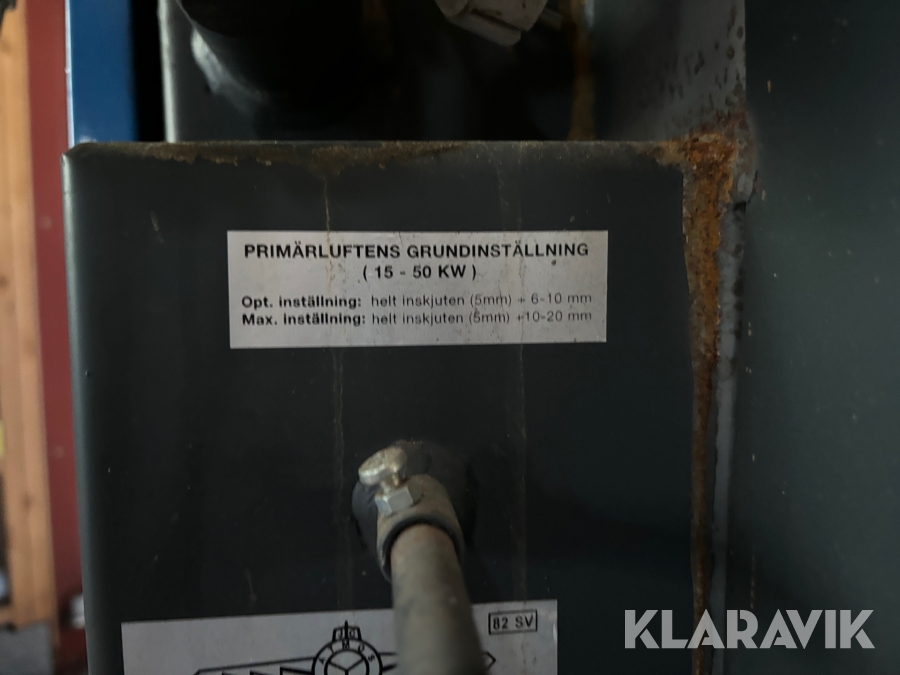 PRIMÄRLUFTENS GRUNDINSTÄLLNING
( 15 - 50 KW )
Opt. inställning: helt inskjuten (5mm) + 6-10 mm
Max. inställning: helt inskjuten (5mm) +10-20 mm
82 SV
ATMOS
KLARAVIK